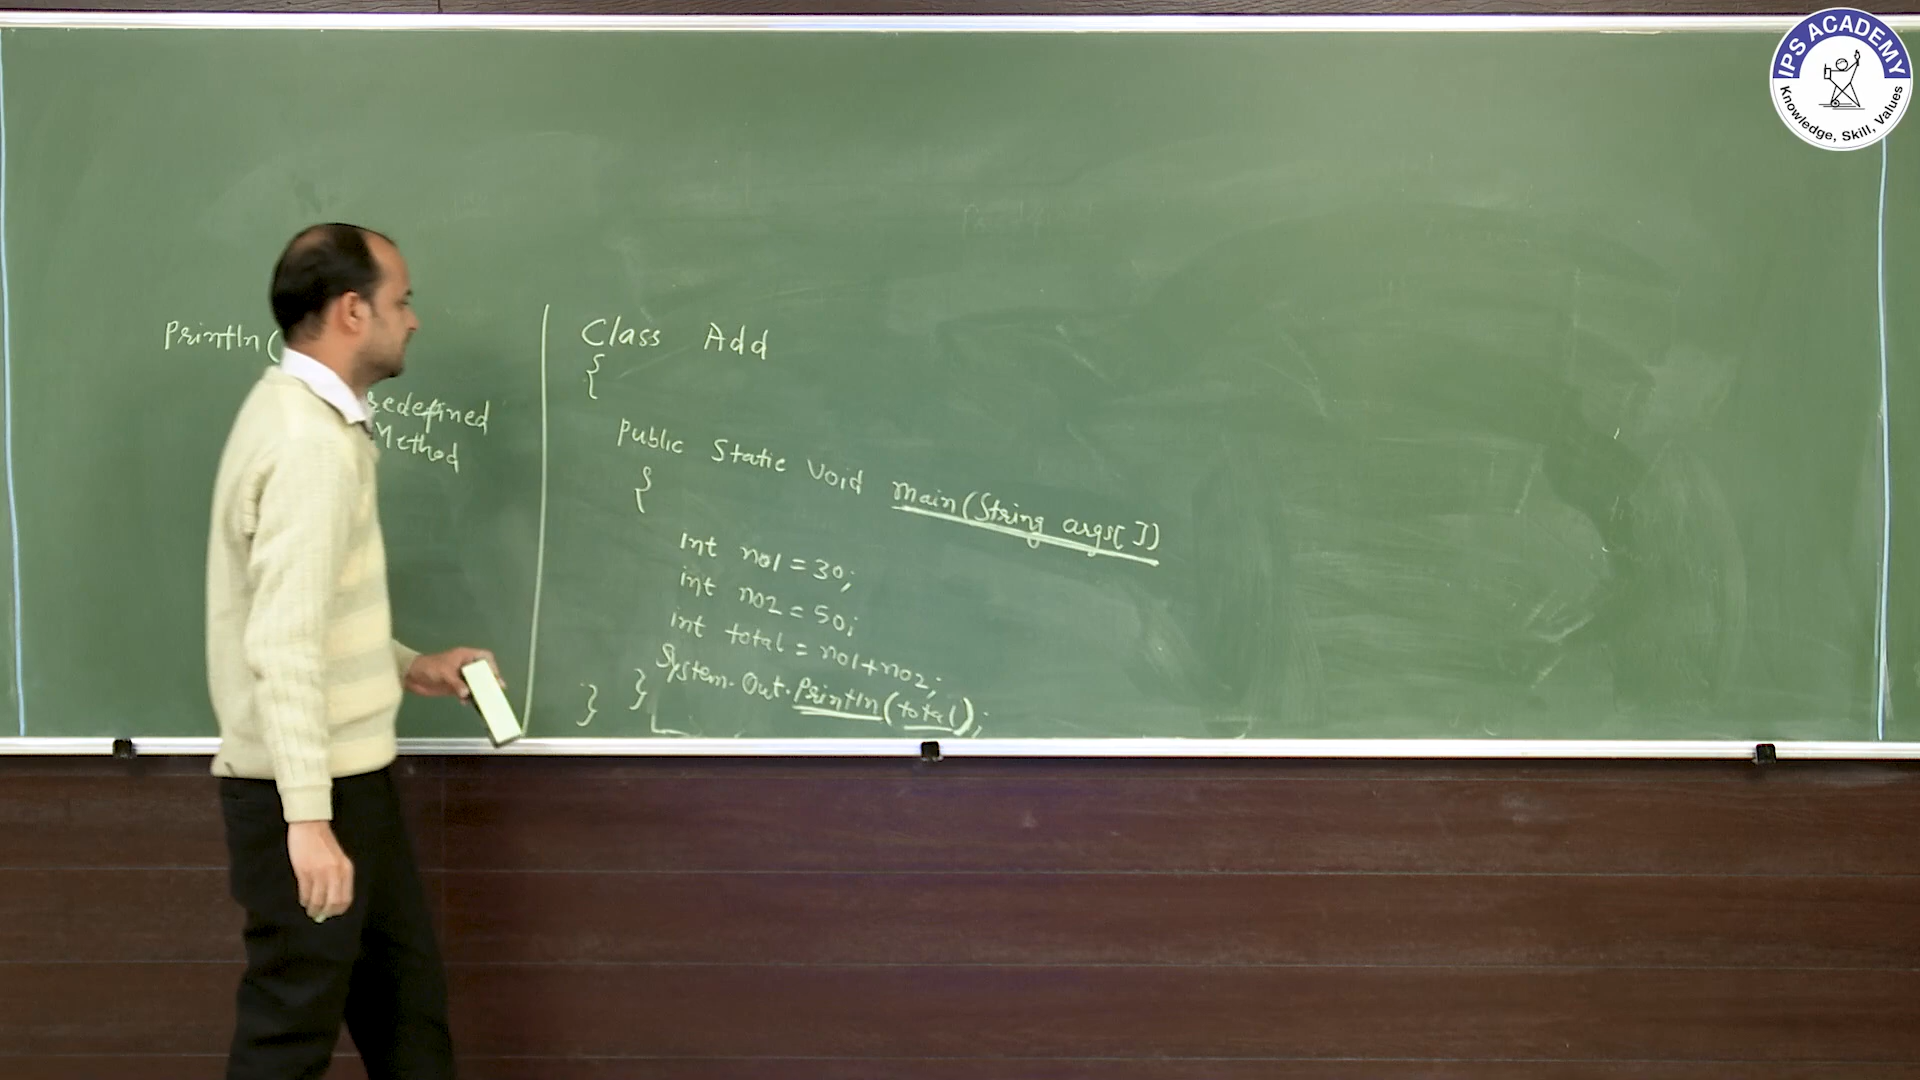 IPS ACADEMY
Knowledge, Skill, Values
Println(
redefined
Method
Class Add
{
Public Static Void main(String args[])
{
int no1 = 30;
int no2 = 50;
int total = no1+no2;
System.Out.Println(total);
}
}